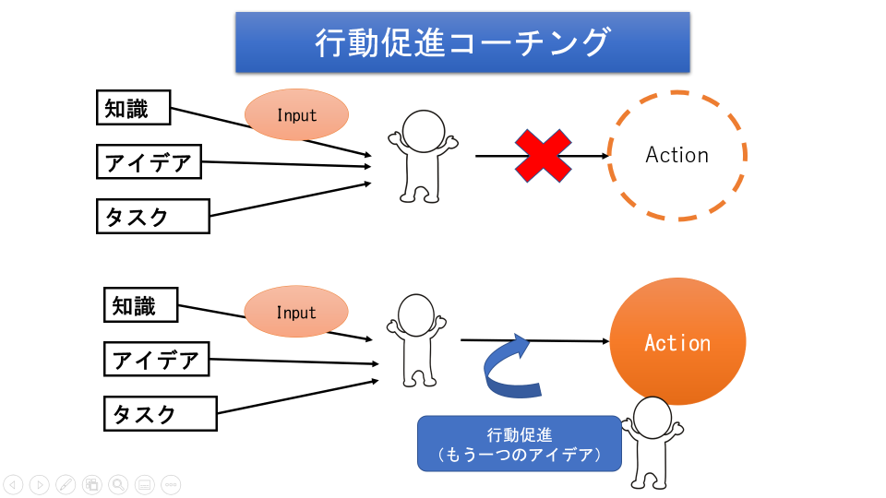 行動促進コーチング
知識
Input
アイデア
タスク
Action
知識
Input
アイデア
タスク
Action
行動促進
（もう一つのアイデア）